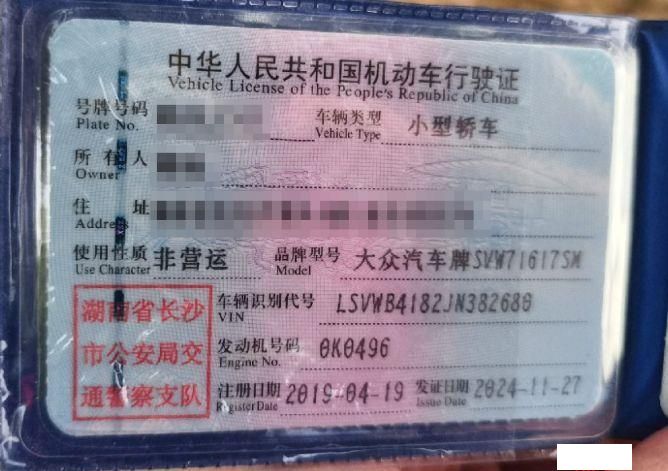 中华人民共和国机动车行驶证
Vehicle License of the People's Republic of China
号牌号码 车辆类型 小型轿车
Plate No. Vehicle Type
所有人
Owner
住址
Address
使用性质 非营运 品牌型号 大众汽车牌SVW71617SM
Use Character Model
湖南省长沙
市公安局交
通警察支队
车辆识别代号 LSVWB4182JN382680
VIN
发动机号码 0K0496
Engine No.
注册日期 2019-04-19 发证日期 2024-11-27
Register Date Issue Date